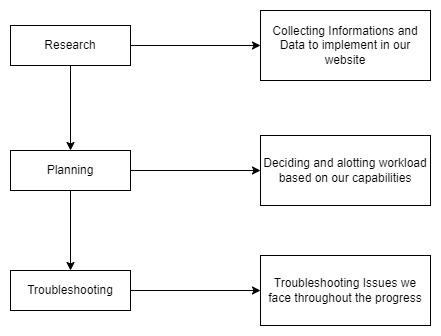 Research
Collecting Informations and
Data to implement in our
website
Planning
Deciding and alotting workload
based on our capabilities
Troubleshooting
Troubleshooting Issues we
face throughout the progress